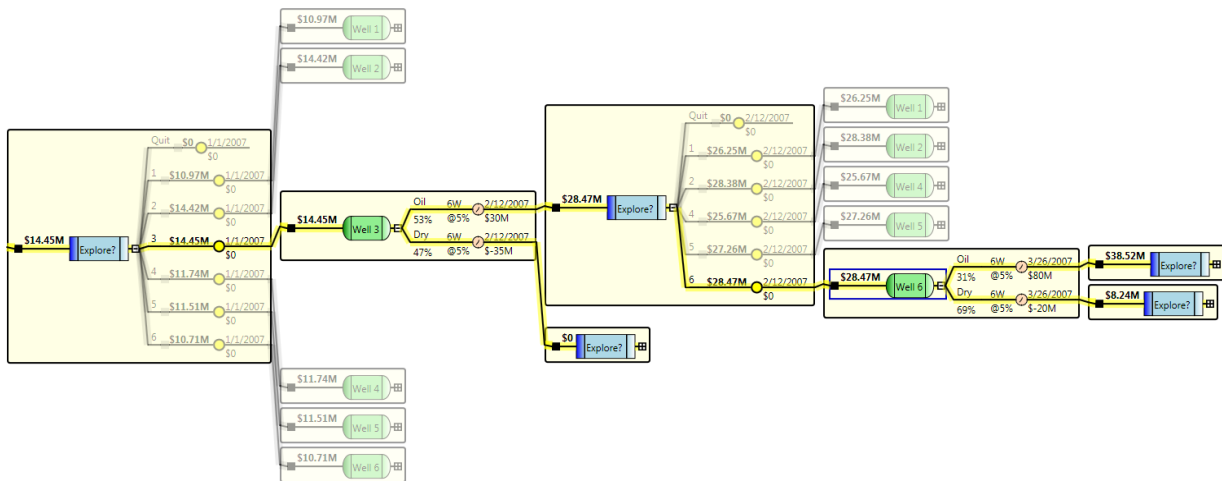 $14.45M
Explore?
Quit $0 1/1/2007
$0
1 $10.97M 1/1/2007
$0
2 $14.42M 1/1/2007
$0
3 $14.45M 1/1/2007
$0
4 $11.74M 1/1/2007
$0
5 $11.51M 1/1/2007
$0
6 $10.71M 1/1/2007
$0
$10.97M Well 1
$14.42M Well 2
$14.45M Well 3
Oil 6W 2/12/2007
53% @5% $30M
Dry 6W 2/12/2007
47% @5% $-35M
$11.74M Well 4
$11.51M Well 5
$10.71M Well 6
$28.47M
Explore?
Quit $0 2/12/2007
$0
1 $26.25M 2/12/2007
$0
2 $28.38M 2/12/2007
$0
4 $25.67M 2/12/2007
$0
5 $27.26M 2/12/2007
$0
6 $28.47M 2/12/2007
$0
$0 Explore?
$26.25M Well 1
$28.38M Well 2
$25.67M Well 4
$27.26M Well 5
$28.47M Well 6
Oil 6W 3/26/2007
31% @5% $80M
Dry 6W 3/26/2007
69% @5% $-20M
$38.52M Explore?
$8.24M Explore?